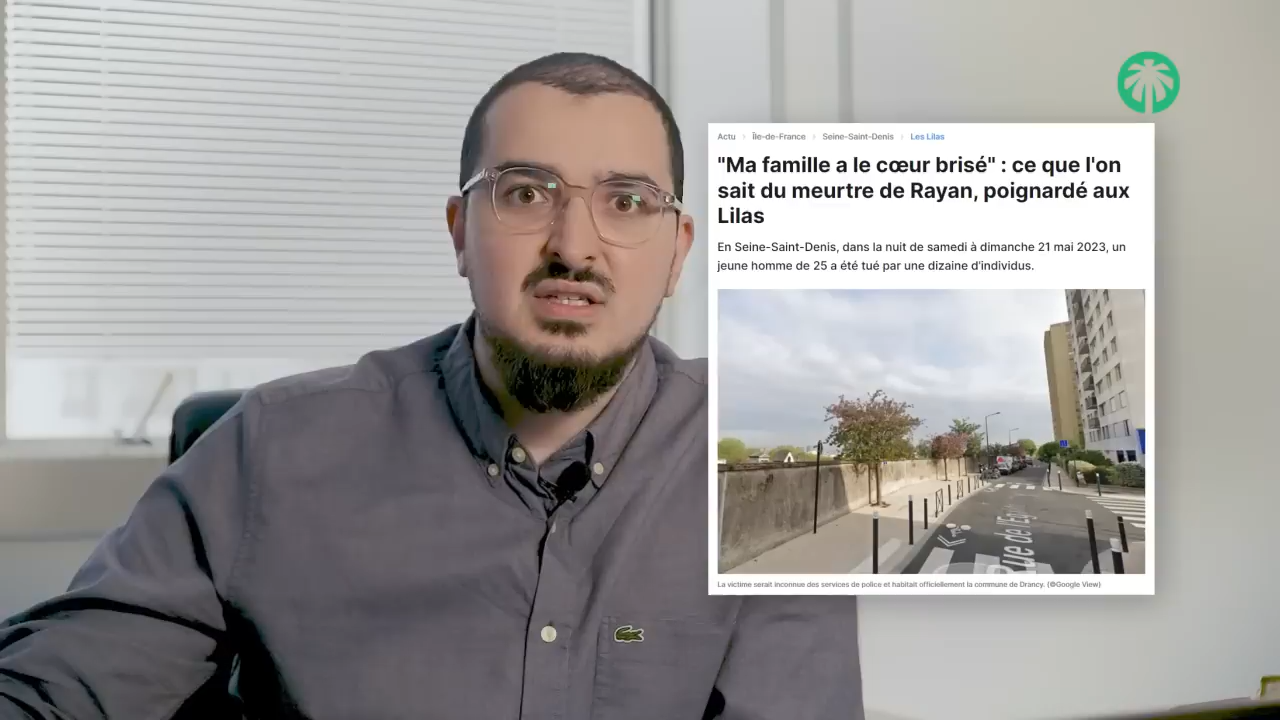 Actu > Île-de-France > Seine-Saint-Denis > Les Lilas
"Ma famille a le cœur brisé" : ce que l'on
sait du meurtre de Rayan, poignardé aux
Lilas
En Seine-Saint-Denis, dans la nuit de samedi à dimanche 21 mai 2023, un
jeune homme de 25 a été tué par une dizaine d'individus.
Rue de l'Eg
La victime serait inconnue des services de police et habitait officiellement la commune de Drancy. (©Google View)